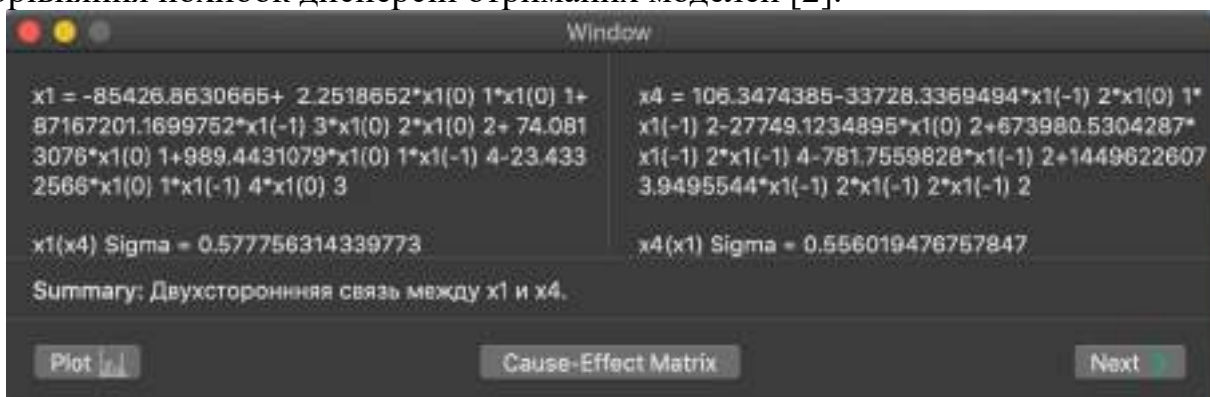 порівняння похибок дисперсії отриманих моделей [2].
Window
x1 = -85426.8630665+ 2.2518652*x1(0) 1*x1(0) 1+
87167201.1699752*x1(-1) 3*x1(0) 2*x1(0) 2+ 74.081
3076*x1(0) 1+989.4431079*x1(0) 1*x1(-1) 4-23.433
2566*x1(0) 1*x1(-1) 4*x1(0) 3
x1(x4) Sigma = 0.577756314339773
x4 = 106.3474385-33728.3369494*x1(-1) 2*x1(0) 1*
x1(-1) 2-27749.1234895*x1(0) 2+673980.5304287*
x1(-1) 2*x1(-1) 4-781.7559828*x1(-1) 2+1449622607
3.9495544*x1(-1) 2*x1(-1) 2*x1(-1) 2
x4(x1) Sigma = 0.556019476757847
Summary: Двухсторонняя связь между x1 и x4.
Plot
Cause-Effect Matrix
Next